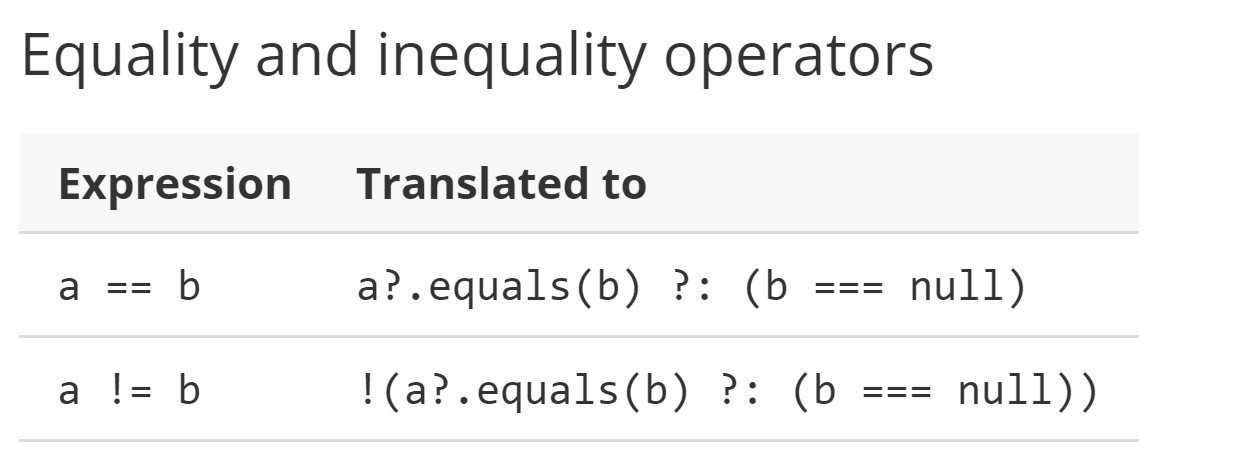 Equality and inequality operators
Expression Translated to
a == b a?.equals(b) ?: (b === null)
a != b !(a?.equals(b) ?: (b === null))